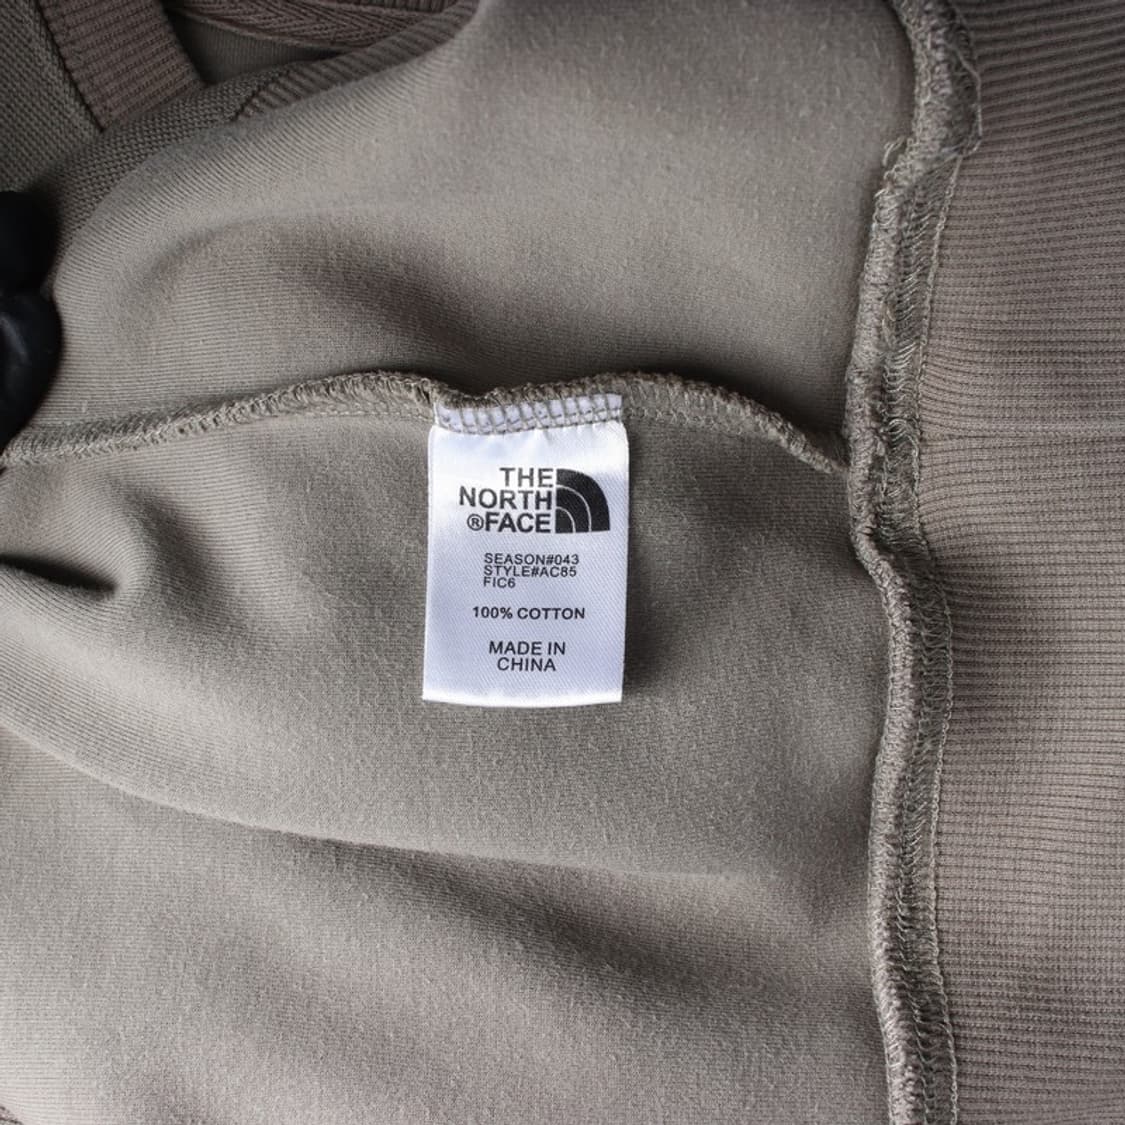 THE
NORTH
®FACE
SEASON#043
STYLE#AC85
FIC6
100% COTTON
MADE IN
CHINA